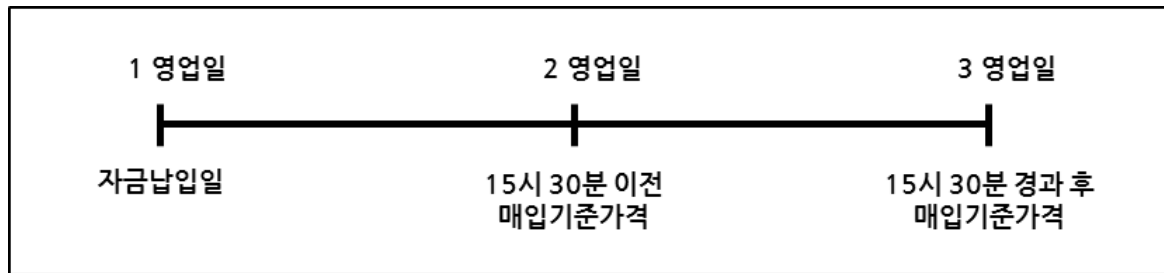 1 영업일
2 영업일
3 영업일
자금납입일
15시 30분 이전
매입기준가격
15시 30분 경과 후
매입기준가격